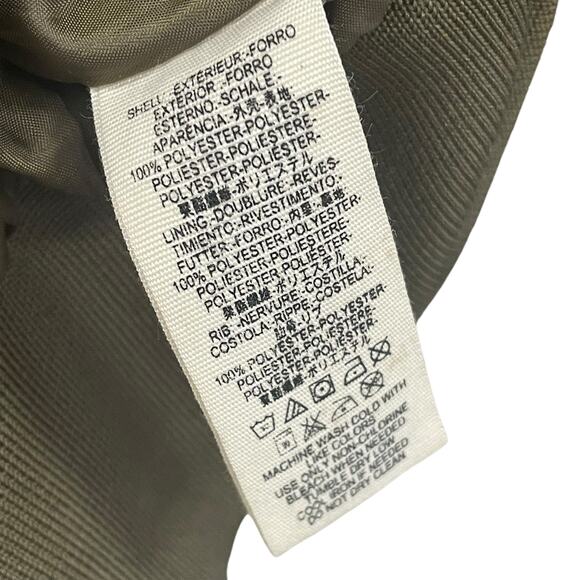 SHELL:-EXTÉRIEUR-FORRO
EXTERIOR-FORRO
ESTERNO-SCHALE-
APARÊNCIA-外壳-表地
100% POLYESTER-POLYESTER-
POLIESTER-POLIESTERE-
POLYESTER-POLIESTER-
聚酯纖維-ポリエステル
LINING-DOUBLURE-REVES-
TIMIENTO-RIVESTIMENTO:-
FUTTER-FORRO-内里-裏地-
100% POLYESTER-POLYESTER-
POLIESTER-POLIESTERE-
POLYESTER-POLIESTER-
聚酯纖維-ポリエステル
RIB-NERVURE-COSTILLA-
COSTOLA-RIPPE-COSTELA-
リブ
100% POLYESTER-POLYESTER-
POLIESTER-POLIESTERE-
POLYESTER-POLIESTER-
聚酯纖維-ポリエステル
MACHINE WASH COLD WITH
LIKE COLORS
USE ONLY NON-CHLORINE
BLEACH WHEN NEEDED
TUMBLE DRY LOW
COOL IRON IF NEEDED
DO NOT DRY CLEAN